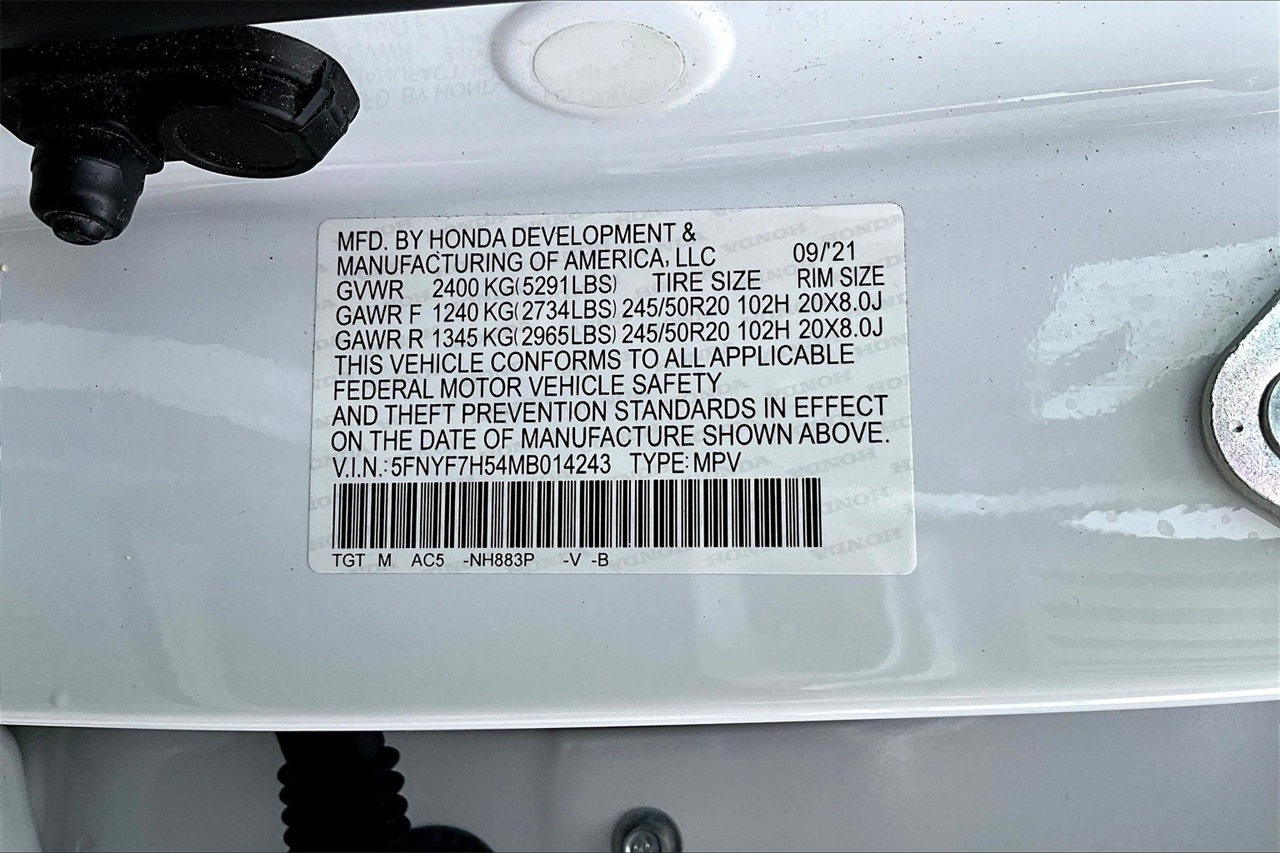 MFD. BY HONDA DEVELOPMENT &
MANUFACTURING OF AMERICA, LLC 09/'21
GVWR 2400 KG(5291LBS) TIRE SIZE RIM SIZE
GAWR F 1240 KG(2734LBS) 245/50R20 102H 20X8.0J
GAWR R 1345 KG(2965LBS) 245/50R20 102H 20X8.0J
THIS VEHICLE CONFORMS TO ALL APPLICABLE
FEDERAL MOTOR VEHICLE SAFETY
AND THEFT PREVENTION STANDARDS IN EFFECT
ON THE DATE OF MANUFACTURE SHOWN ABOVE.
V.I.N.: 5FNYF7H54MB014243 TYPE: MPV
TGT M AC5 -NH883P -V -B